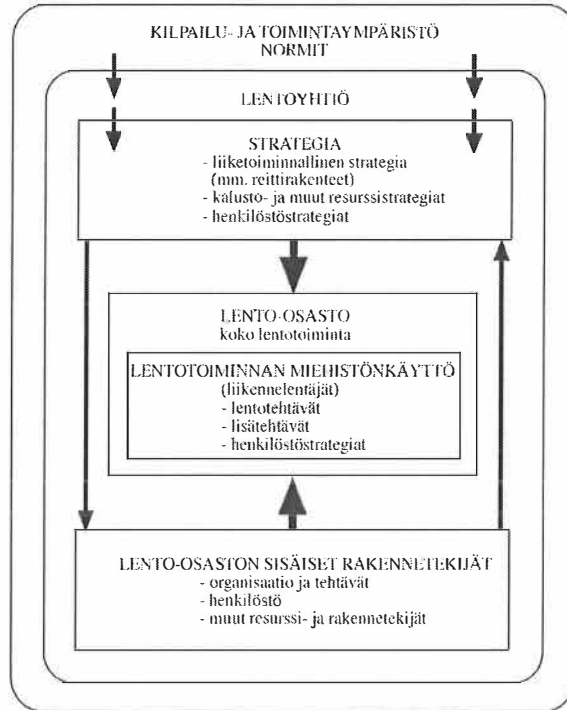 KILPAILU- JA TOIMINTAYMPÄRISTÖ
NORMIT
LENTOYHTIÖ
STRATEGIA
- liiketoiminnallinen strategia
(mm. reittirakenteet)
- kalusto- ja muut resurssistrategiat
- henkilöstöstrategiat
LENTO-OSASTO
koko lentotoiminta
LENTOTOIMINNAN MIEHISTÖNKÄYTTÖ
(liikennelentäjät)
- lentotehtävät
- lisätehtävät
- henkilöstöstrategiat
LENTO-OSASTON SISÄISET RAKENNETEKIJÄT
- organisaatio ja tehtävät
- henkilöstö
- muut resurssi- ja rakennetekijät